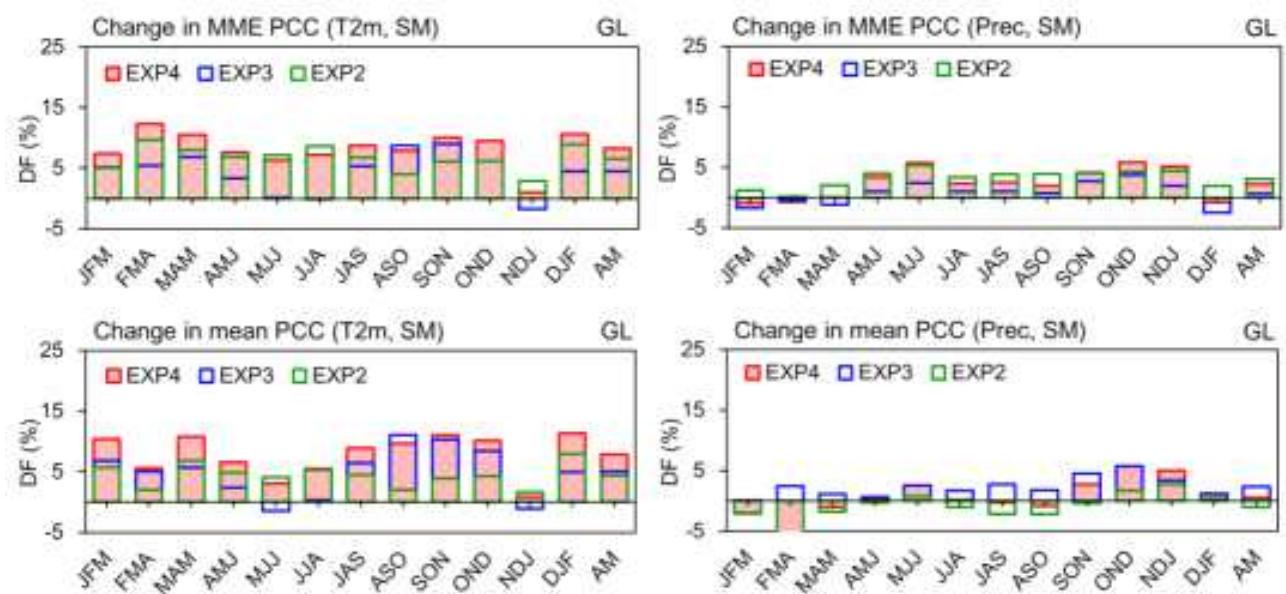 Change in MME PCC (T2m, SM) GL
25
15
5
-5
DF (%)
EXP4 EXP3 EXP2
JFM FMA MAM AMJ MJJ JJA JAS ASO SON OND NDJ DJF AM
Change in MME PCC (Prec, SM) GL
25
15
5
-5
DF (%)
EXP4 EXP3 EXP2
JFM FMA MAM AMJ MJJ JJA JAS ASO SON OND NDJ DJF AM
Change in mean PCC (T2m, SM) GL
25
15
5
-5
DF (%)
EXP4 EXP3 EXP2
JFM FMA MAM AMJ MJJ JJA JAS ASO SON OND NDJ DJF AM
Change in mean PCC (Prec, SM) GL
25
15
5
-5
DF (%)
EXP4 EXP3 EXP2
JFM FMA MAM AMJ MJJ JJA JAS ASO SON OND NDJ DJF AM